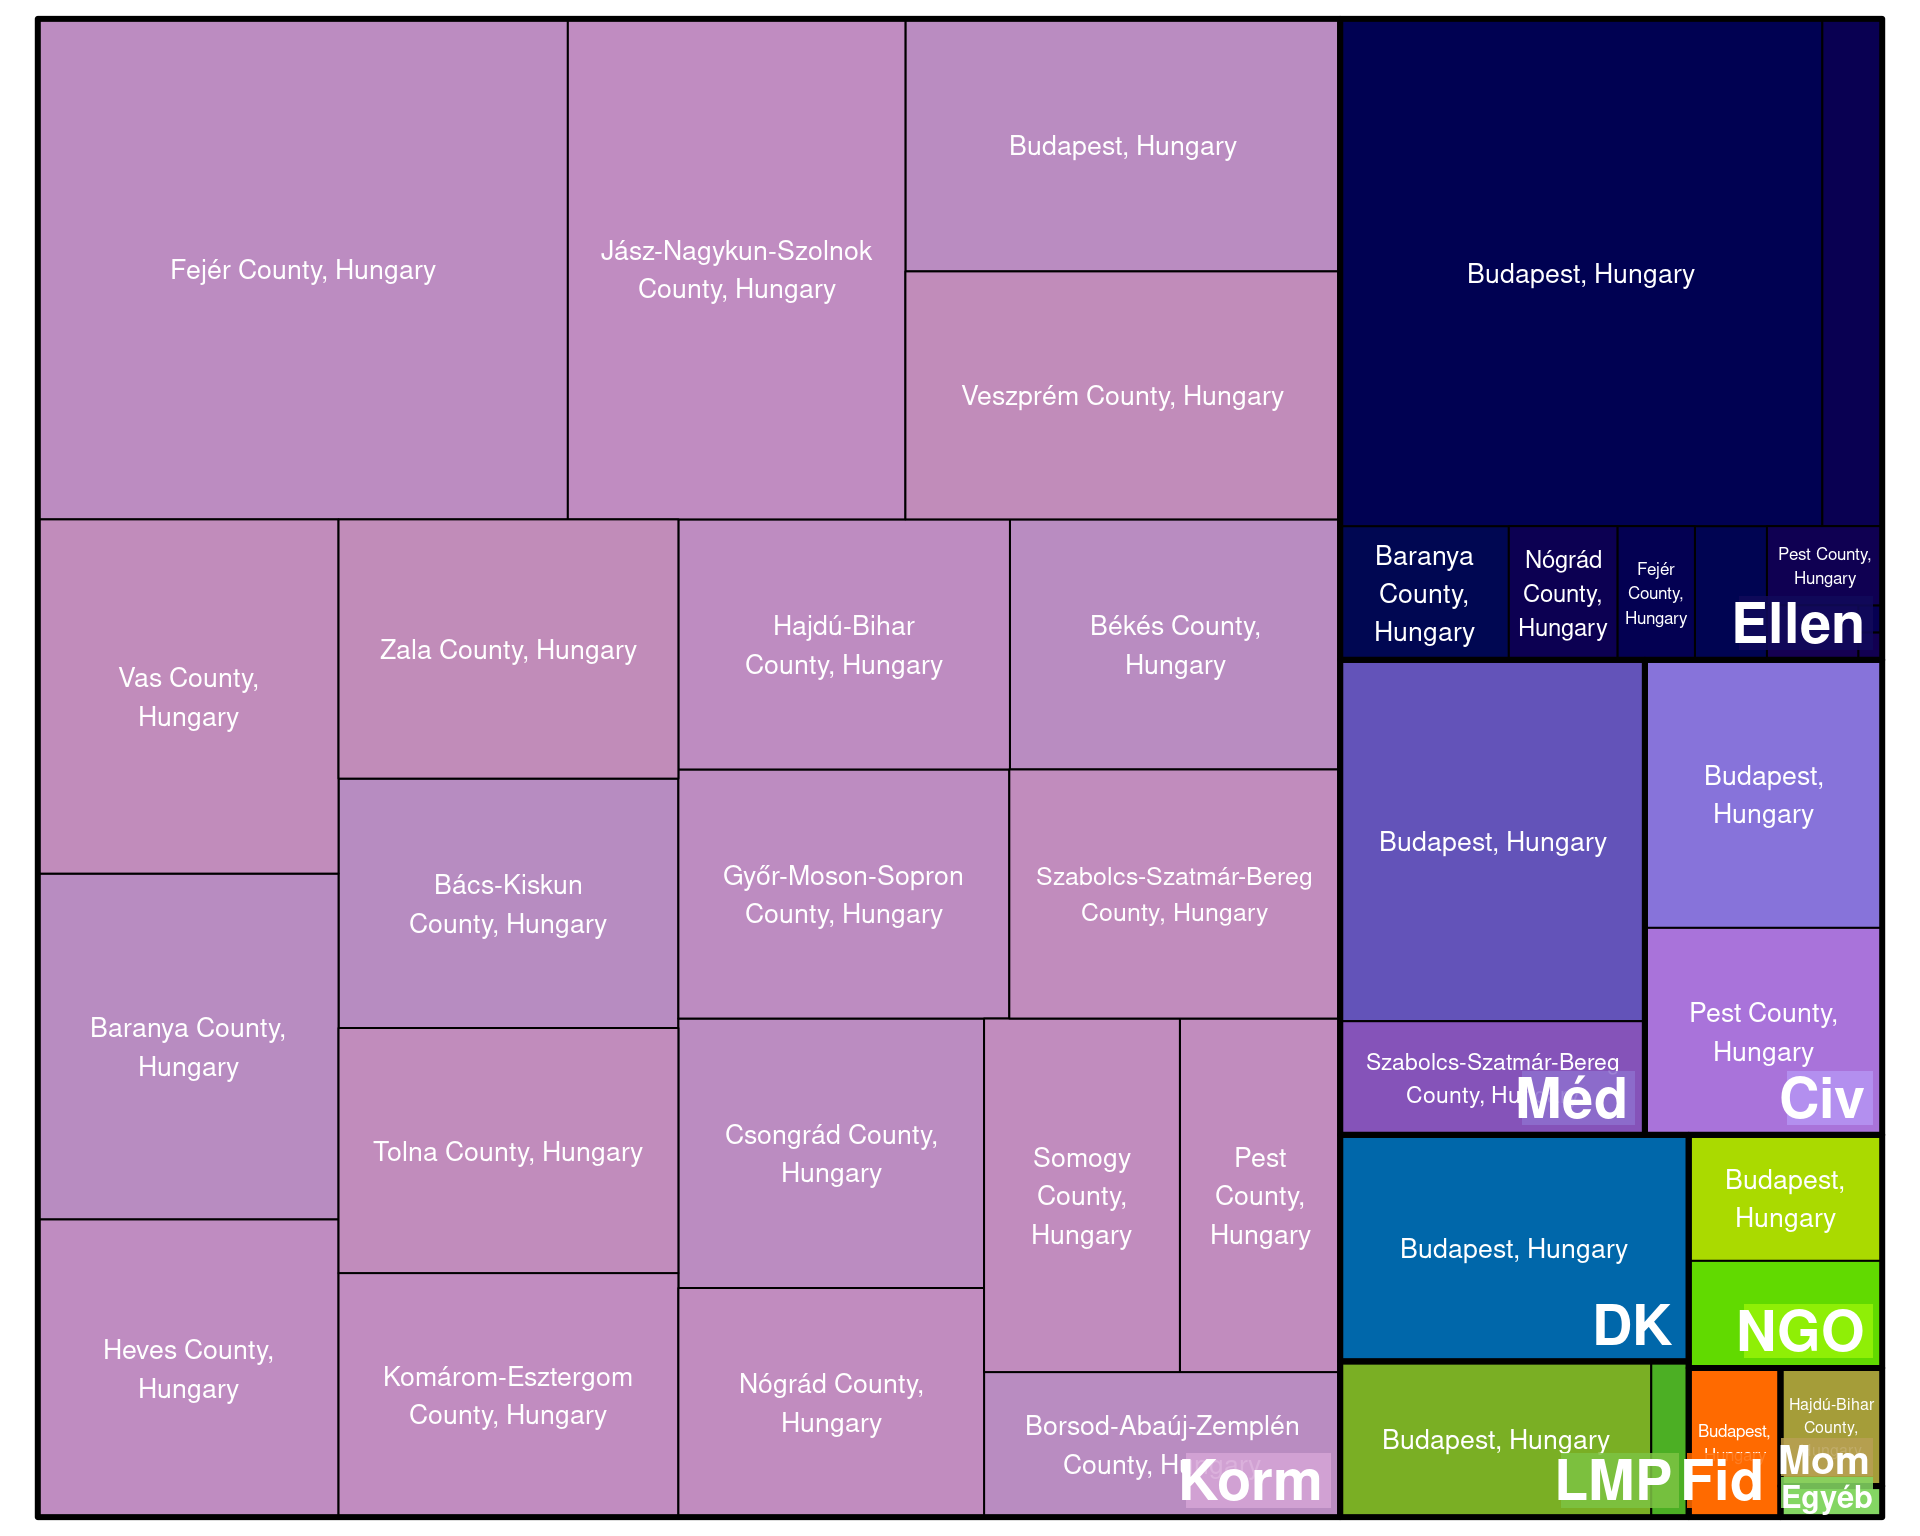 Fejér County, Hungary
Jász-Nagykun-Szolnok
County, Hungary
Budapest, Hungary
Veszprém County, Hungary
Vas County,
Hungary
Zala County, Hungary
Hajdú-Bihar
County, Hungary
Békés County,
Hungary
Bács-Kiskun
County, Hungary
Győr-Moson-Sopron
County, Hungary
Szabolcs-Szatmár-Bereg
County, Hungary
Baranya County,
Hungary
Tolna County, Hungary
Csongrád County,
Hungary
Somogy
County,
Hungary
Pest
County,
Hungary
Heves County,
Hungary
Komárom-Esztergom
County, Hungary
Nógrád County,
Hungary
Borsod-Abaúj-Zemplén
County, Hungary
Korm
Budapest, Hungary
Baranya
County,
Hungary
Nógrád
County,
Hungary
Fejér
County,
Hungary
Pest County,
Hungary
Ellen
Budapest, Hungary
Szabolcs-Szatmár-Bereg
County, Hu
Méd
Budapest,
Hungary
Pest County,
Hungary
Civ
Budapest, Hungary
DK
Budapest,
Hungary
NGO
Budapest, Hungary
LMP
Budapest,
Hungary
Fid
Hajdú-Bihar
County,
Mom
Egyéb